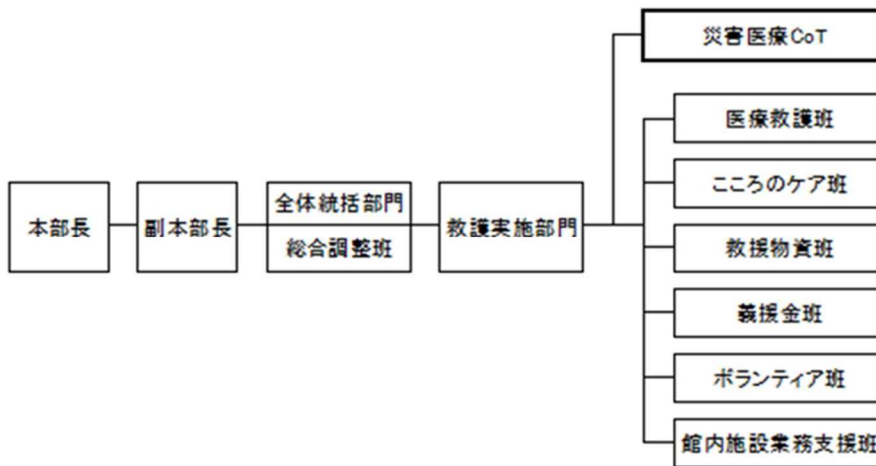 災害医療CoT
医療救護班
こころのケア班
本部長
副本部長
全体統括部門
総合調整班
救護実施部門
救援物資班
義援金班
ボランティア班
館内施設業務支援班